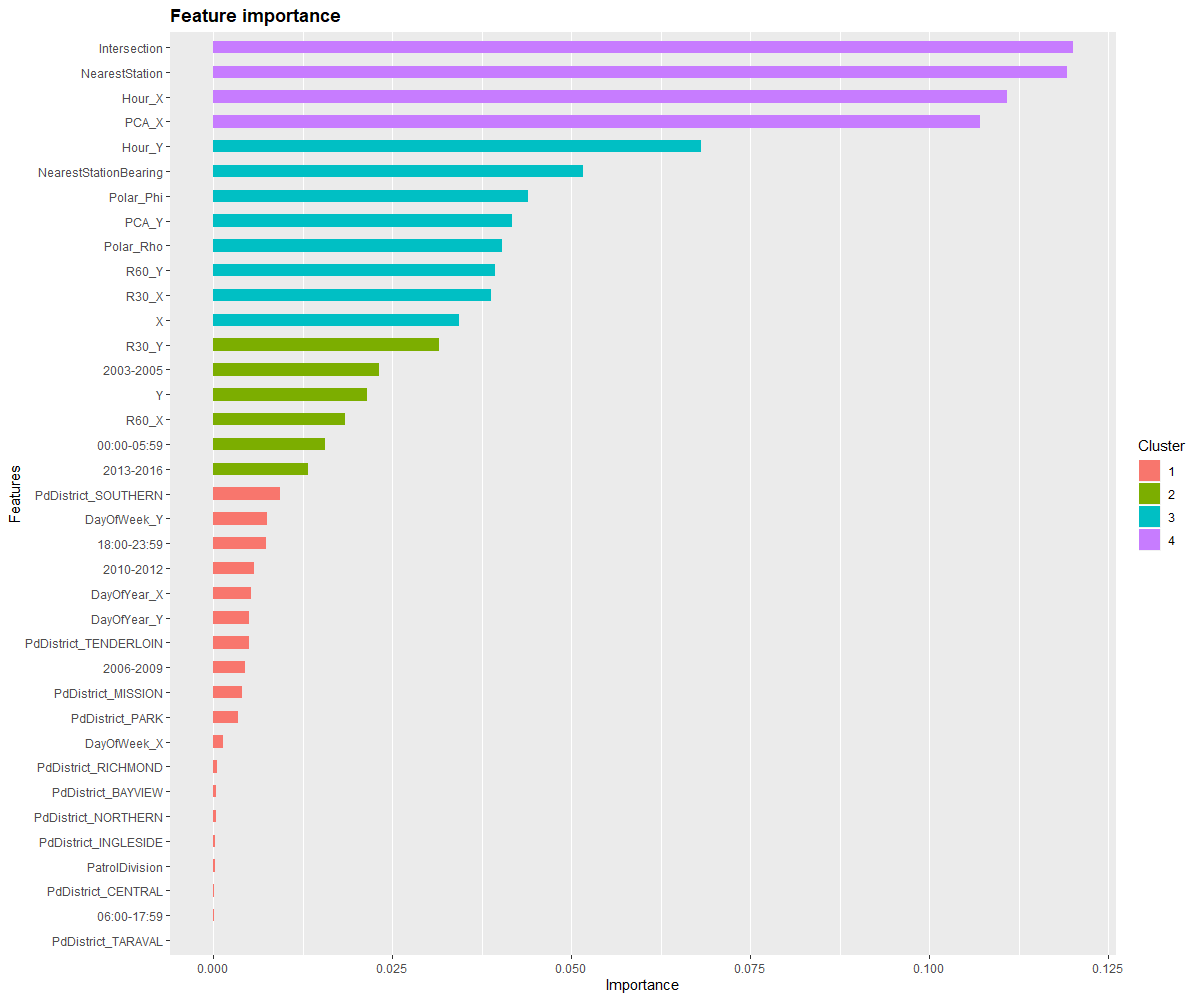 Feature importance
Intersection
NearestStation
Hour_X
PCA_X
Hour_Y
NearestStationBearing
Polar_Phi
PCA_Y
Polar_Rho
R60_Y
R30_X
X
R30_Y
2003-2005
Y
R60_X
00:00-05:59
2013-2016
PdDistrict_SOUTHERN
DayOfWeek_Y
18:00-23:59
2010-2012
DayOfYear_X
DayOfYear_Y
PdDistrict_TENDERLOIN
2006-2009
PdDistrict_MISSION
PdDistrict_PARK
DayOfWeek_X
PdDistrict_RICHMOND
PdDistrict_BAYVIEW
PdDistrict_NORTHERN
PdDistrict_INGLESIDE
PatrolDivision
PdDistrict_CENTRAL
06:00-17:59
PdDistrict_TARAVAL
Features
0.000 0.025 0.050 0.075 0.100 0.125
Importance
Cluster
1
2
3
4